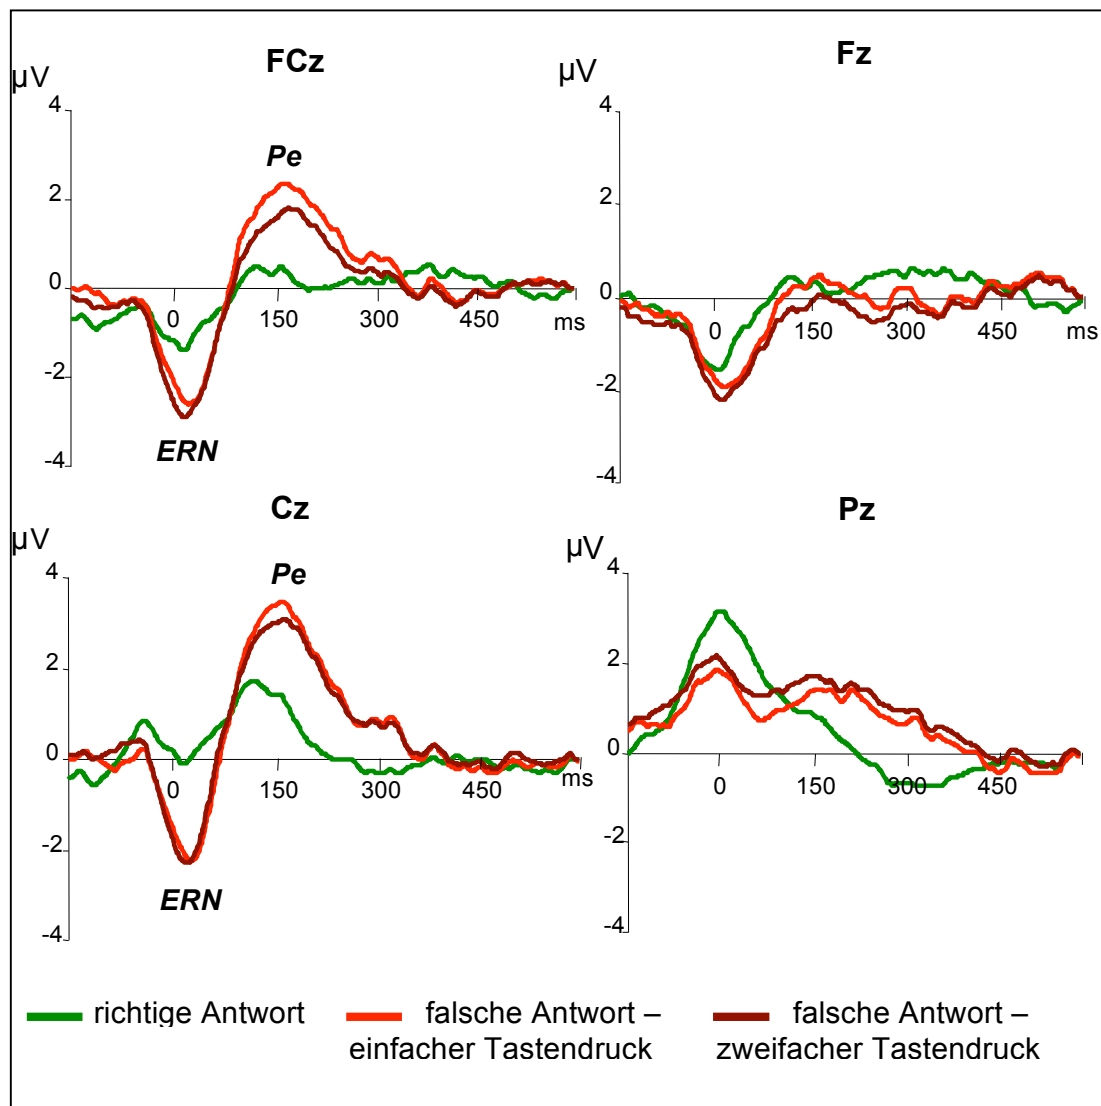 FCz
µV
4
2
0
-2
-4
Pe
ERN
0 150 300 450 ms
Fz
µV
4
2
0
-2
-4
0 150 300 450 ms
Cz
µV
4
2
0
-2
-4
Pe
ERN
0 150 300 450 ms
Pz
µV
4
2
0
-2
-4
0 150 300 450 ms
richtige Antwort
falsche Antwort –
einfacher Tastendruck
falsche Antwort –
zweifacher Tastendruck